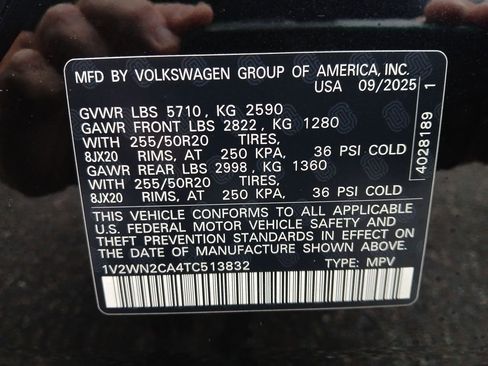 MFD BY VOLKSWAGEN GROUP OF AMERICA, INC.
USA 09/2025
GVWR LBS 5710, KG 2590
GAWR FRONT LBS 2822, KG 1280
WITH 255/50R20 TIRES,
8JX20 RIMS, AT 250 KPA, 36 PSI COLD
GAWR REAR LBS 2998, KG 1360
WITH 255/50R20 TIRES,
8JX20 RIMS, AT 250 KPA, 36 PSI COLD
THIS VEHICLE CONFORMS TO ALL APPLICABLE
U.S. FEDERAL MOTOR VEHICLE SAFETY AND
THEFT PREVENTION STANDARDS IN EFFECT ON
THE DATE OF MANUFACTURE SHOWN ABOVE.
1V2WN2CA4TC513832 TYPE: MPV
4028189 1